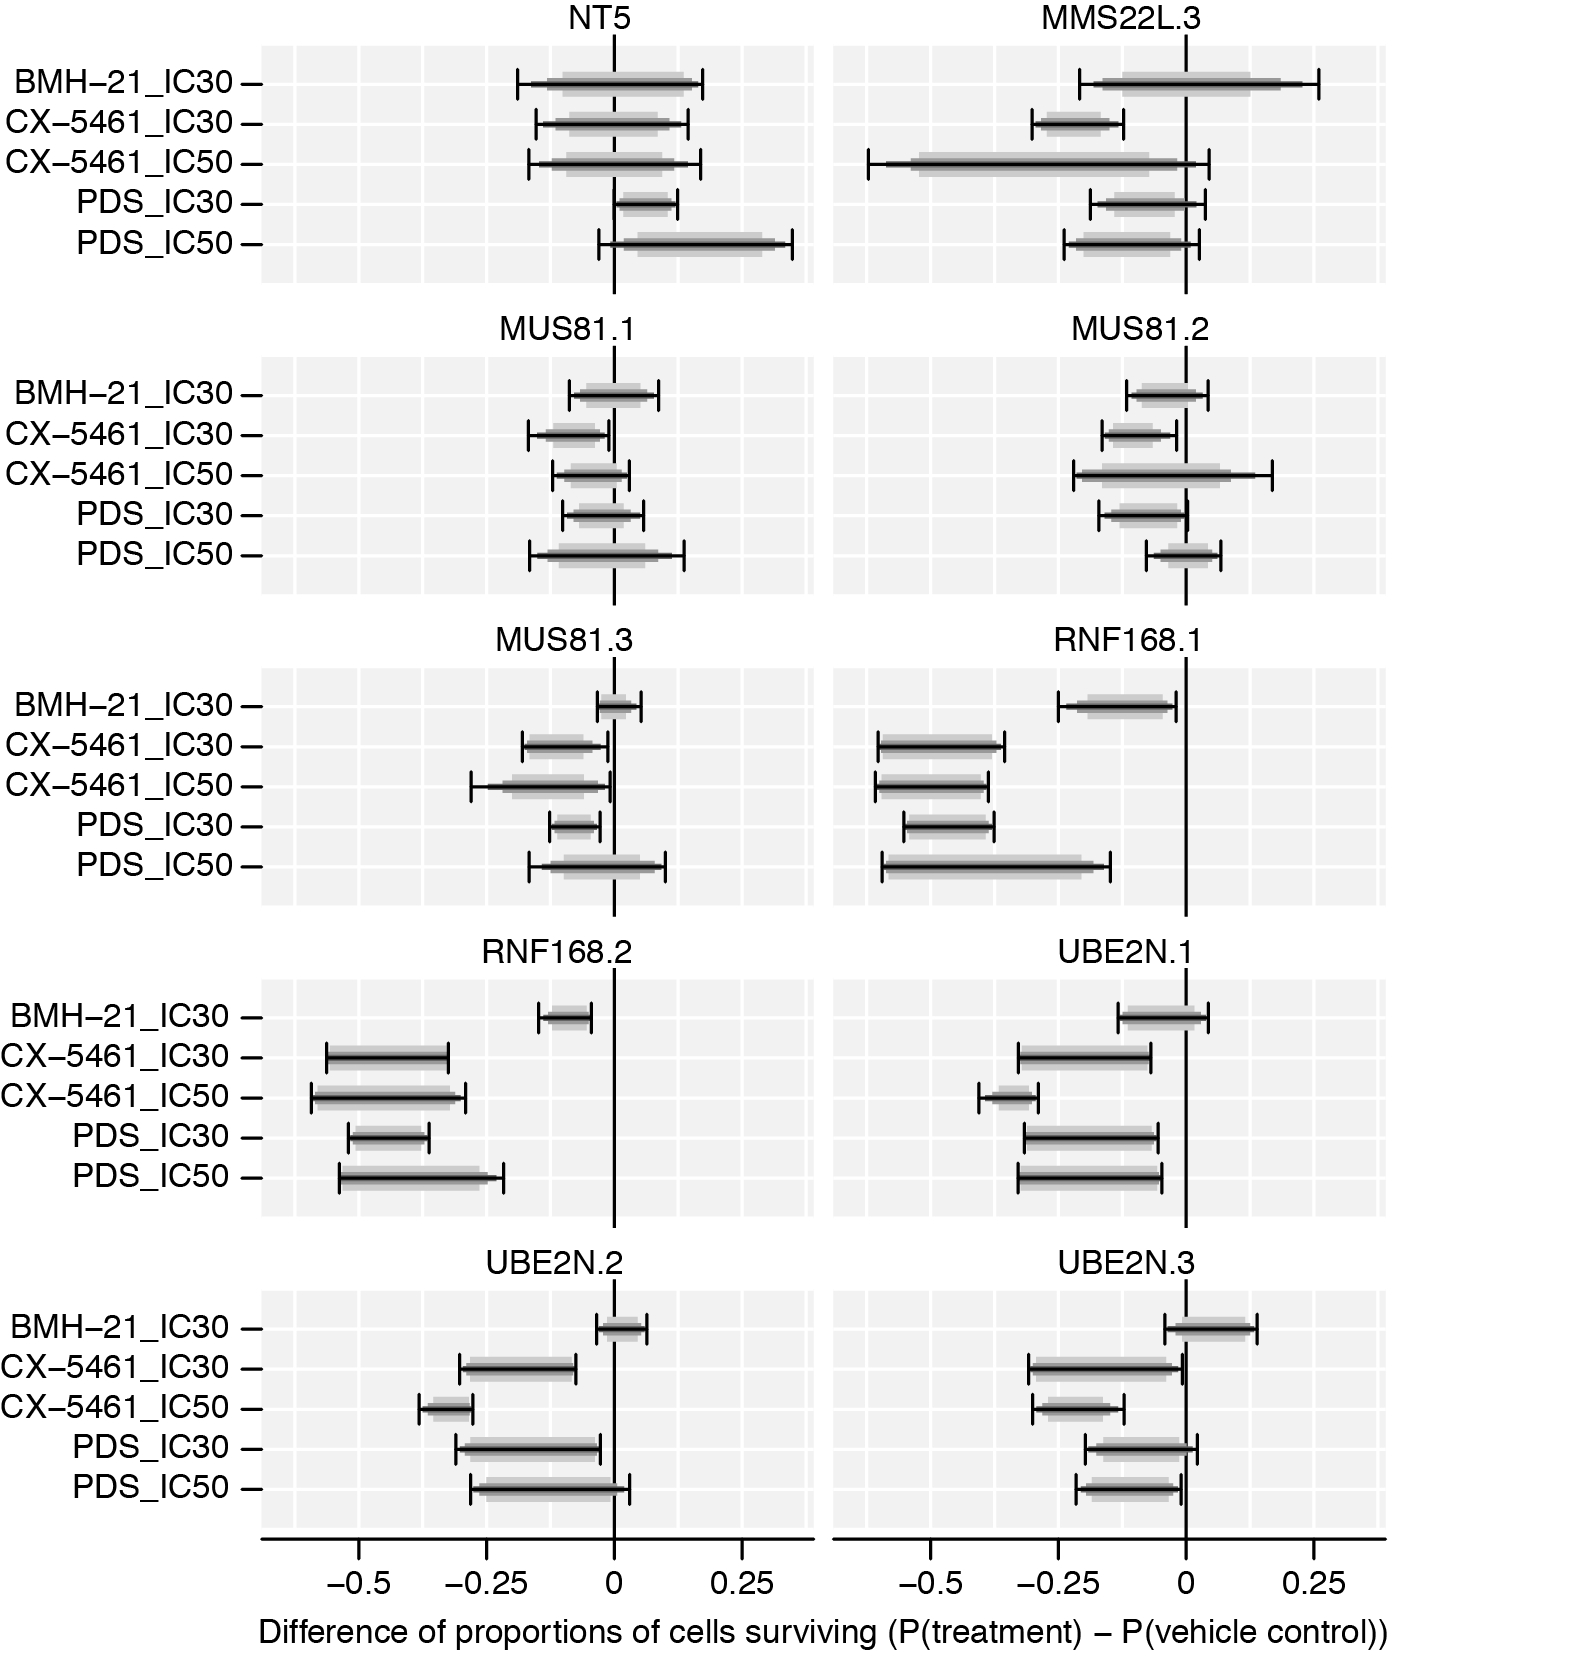 NT5 MMS22L.3
BMH−21_IC30
CX−5461_IC30
CX−5461_IC50
PDS_IC30
PDS_IC50
MUS81.1 MUS81.2
BMH−21_IC30
CX−5461_IC30
CX−5461_IC50
PDS_IC30
PDS_IC50
MUS81.3 RNF168.1
BMH−21_IC30
CX−5461_IC30
CX−5461_IC50
PDS_IC30
PDS_IC50
RNF168.2 UBE2N.1
BMH−21_IC30
CX−5461_IC30
CX−5461_IC50
PDS_IC30
PDS_IC50
UBE2N.2 UBE2N.3
BMH−21_IC30
CX−5461_IC30
CX−5461_IC50
PDS_IC30
PDS_IC50
−0.5 −0.25 0 0.25 −0.5 −0.25 0 0.25
Difference of proportions of cells surviving (P(treatment) − P(vehicle control))